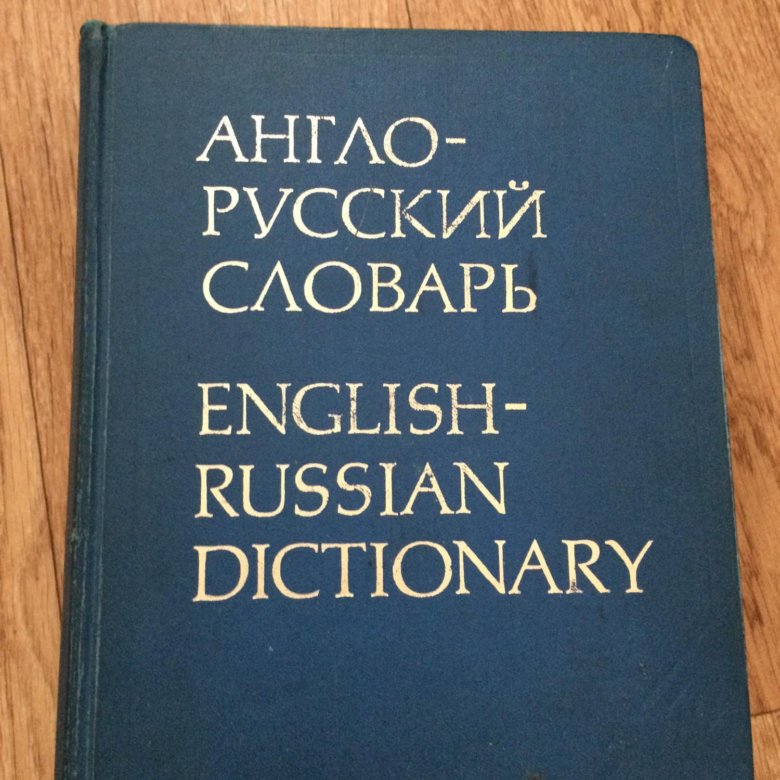 АНГЛО-
РУССКИЙ
СЛОВАРЬ
ENGLISH-
RUSSIAN
DICTIONARY